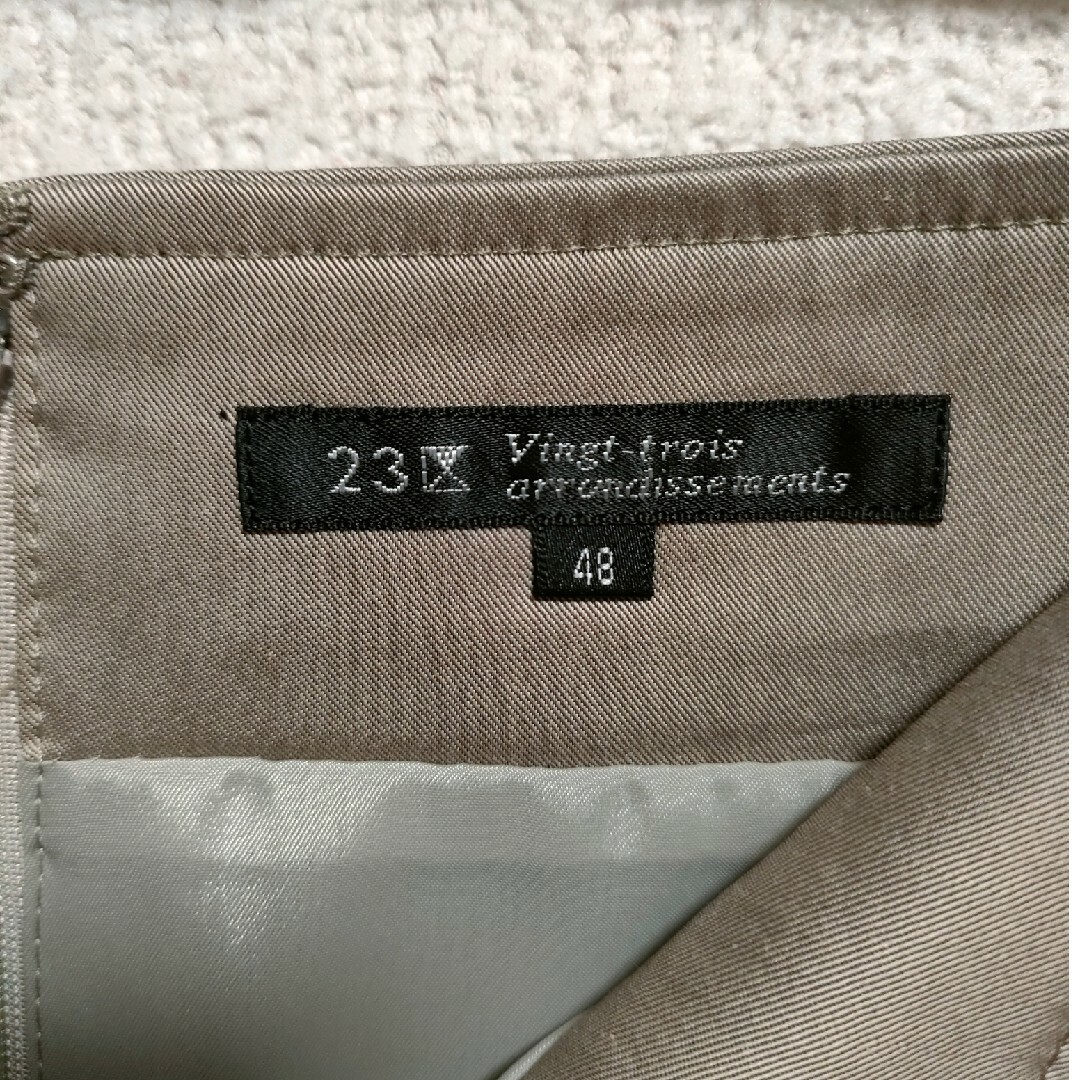 23区 Vingt-trois
arrondissements
48